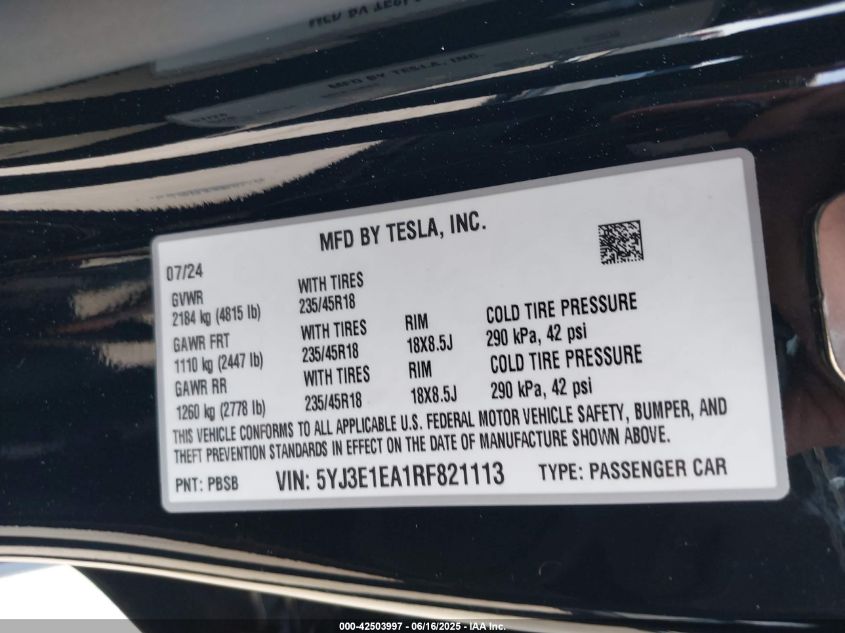 MFD BY TESLA, INC.
MFD BY TESLA, INC.
07/24
GVWR WITH TIRES
2184 kg (4815 lb) 235/45R18
GAWR FRT WITH TIRES RIM COLD TIRE PRESSURE
1110 kg (2447 lb) 235/45R18 18X8.5J 290 kPa, 42 psi
GAWR RR WITH TIRES RIM COLD TIRE PRESSURE
1260 kg (2778 lb) 235/45R18 18X8.5J 290 kPa, 42 psi
THIS VEHICLE CONFORMS TO ALL APPLICABLE U.S. FEDERAL MOTOR VEHICLE SAFETY, BUMPER, AND
THEFT PREVENTION STANDARDS IN EFFECT ON THE DATE OF MANUFACTURE SHOWN ABOVE.
PNT: PBSB VIN: 5YJ3E1EA1RF821113 TYPE: PASSENGER CAR
000-42503997 - 06/16/2025 - IAA Inc.